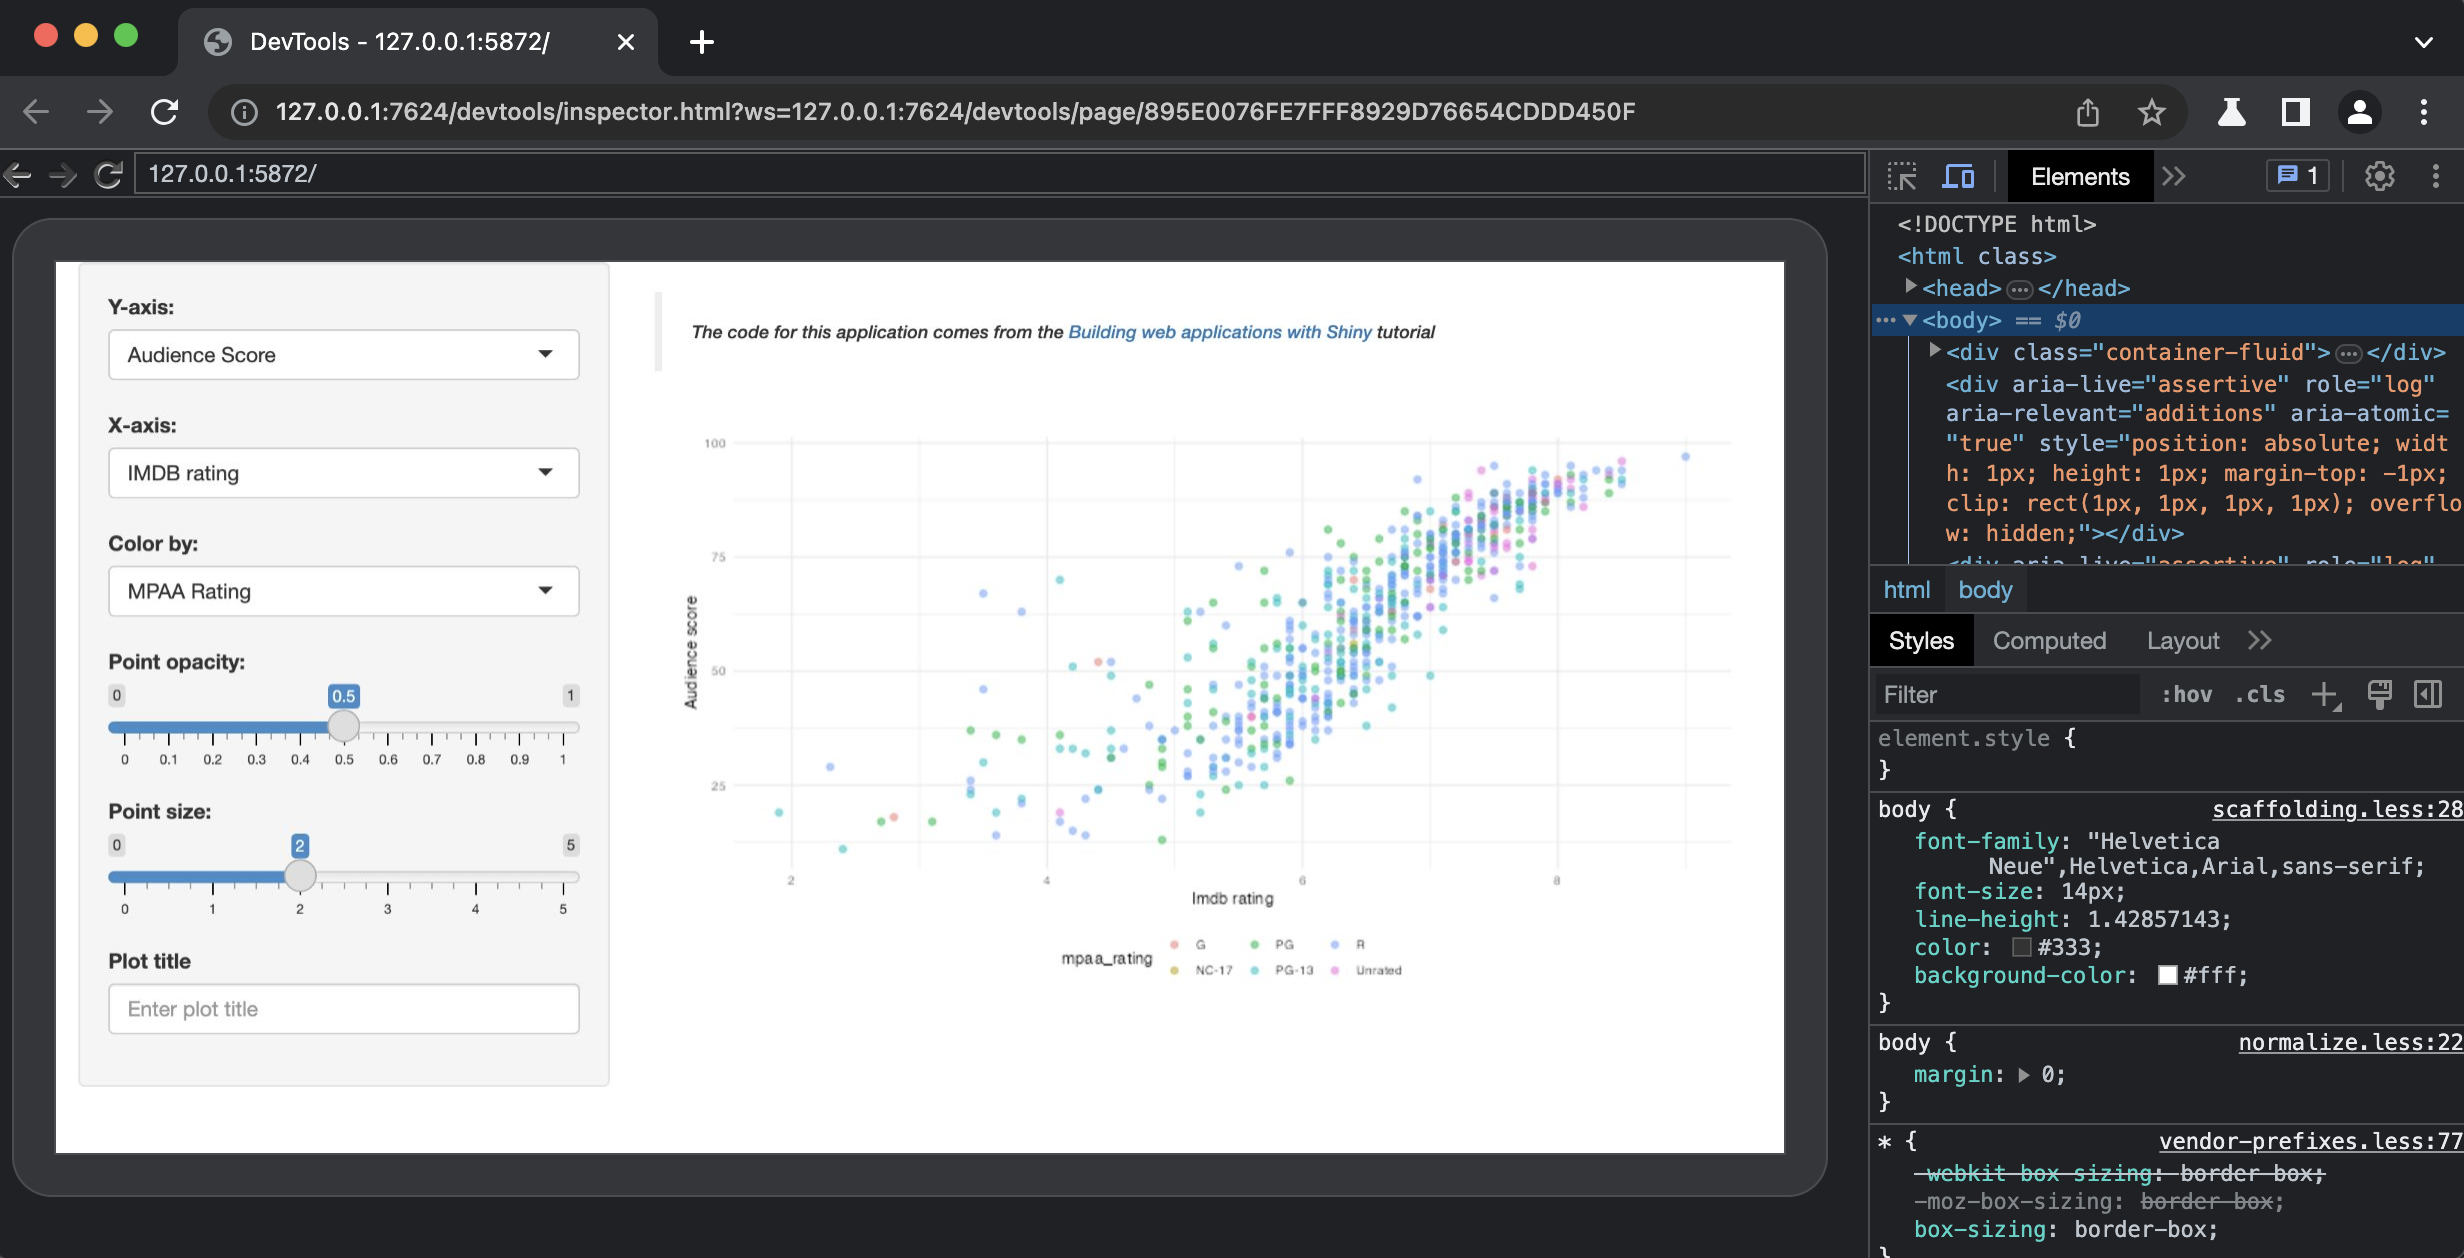 DevTools - 127.0.0.1:5872/
127.0.0.1:7624/devtools/inspector.html?ws=127.0.0.1:7624/devtools/page/895E0076FE7FFF8929D76654CDDD450F
127.0.0.1:5872/
Y-axis:
Audience Score
X-axis:
IMDB rating
Color by:
MPAA Rating
Point opacity:
0 0.5 1
0 0.1 0.2 0.3 0.4 0.5 0.6 0.7 0.8 0.9 1
Point size:
0 2 5
0 1 2 3 4 5
Plot title
Enter plot title
The code for this application comes from the Building web applications with Shiny tutorial
100
75
50
25
Audience score
2 4 6 8
Imdb rating
mpaa_rating
G PG R
NC-17 PG-13 Unrated
Elements 1
<!DOCTYPE html>
<html class>
<head>…</head>
<body> == $0
<div class="container-fluid">…</div>
<div aria-live="assertive" role="log"
aria-relevant="additions" aria-atomic=
"true" style="position: absolute; widt
h: 1px; height: 1px; margin-top: -1px;
clip: rect(1px, 1px, 1px, 1px); overflo
w: hidden;"></div>
<div aria-live="assertive" role="log"
html body
Styles Computed Layout
Filter :hov .cls
element.style {
}
body { scaffolding.less:28
font-family: "Helvetica
Neue",Helvetica,Arial,sans-serif;
font-size: 14px;
line-height: 1.42857143;
color: #333;
background-color: #fff;
}
body { normalize.less:22
margin: 0;
}
* { vendor-prefixes.less:77
-webkit-box-sizing: border-box;
-moz-box-sizing: border-box;
box-sizing: border-box;
}